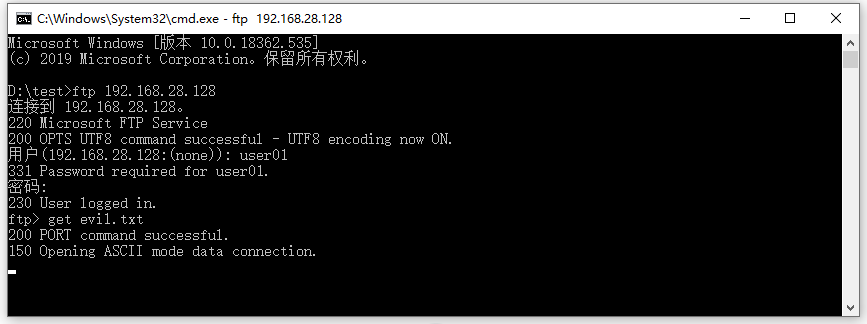 C:\Windows\System32\cmd.exe - ftp 192.168.28.128
Microsoft Windows [版本 10.0.18362.535]
(c) 2019 Microsoft Corporation。保留所有权利。
D:\test>ftp 192.168.28.128
连接到 192.168.28.128。
220 Microsoft FTP Service
200 OPTS UTF8 command successful - UTF8 encoding now ON.
用户(192.168.28.128:(none)): user01
331 Password required for user01.
密码:
230 User logged in.
ftp> get evil.txt
200 PORT command successful.
150 Opening ASCII mode data connection.